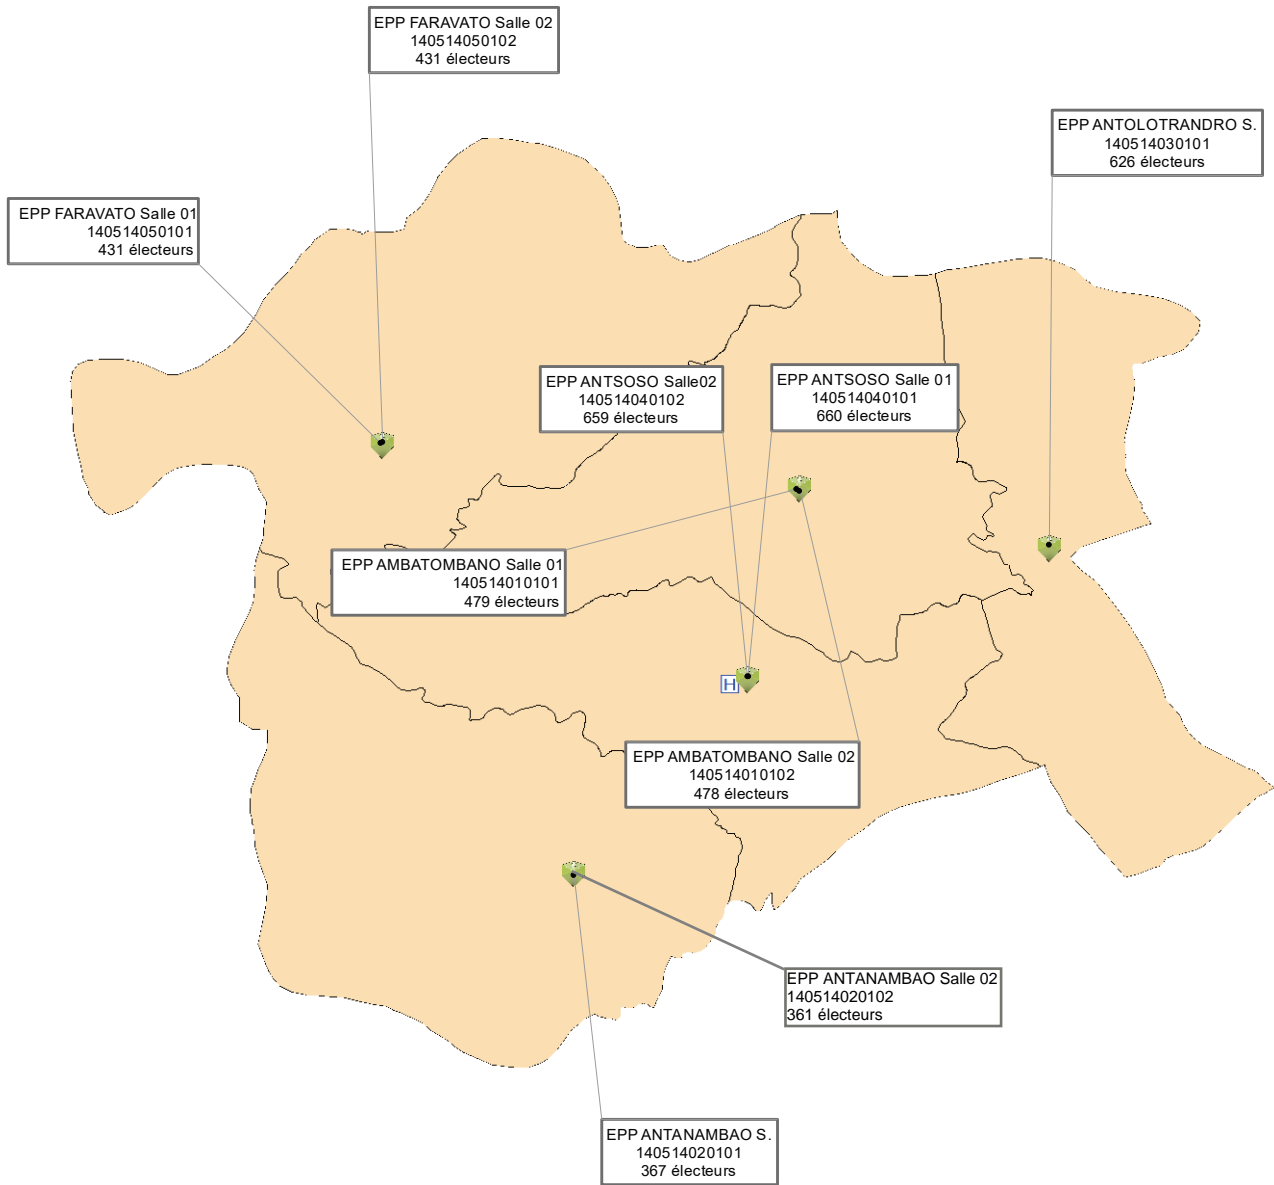 EPP FARAVATO Salle 02
140514050102
431 électeurs
EPP ANTOLOTRANDRO S.
140514030101
626 électeurs
EPP FARAVATO Salle 01
140514050101
431 électeurs
EPP ANTSOSO Salle02
140514040102
659 électeurs
EPP ANTSOSO Salle 01
140514040101
660 électeurs
EPP AMBATOMBANO Salle 01
140514010101
479 électeurs
H
EPP AMBATOMBANO Salle 02
140514010102
478 électeurs
EPP ANTANAMBAO Salle 02
140514020102
361 électeurs
EPP ANTANAMBAO S.
140514020101
367 électeurs